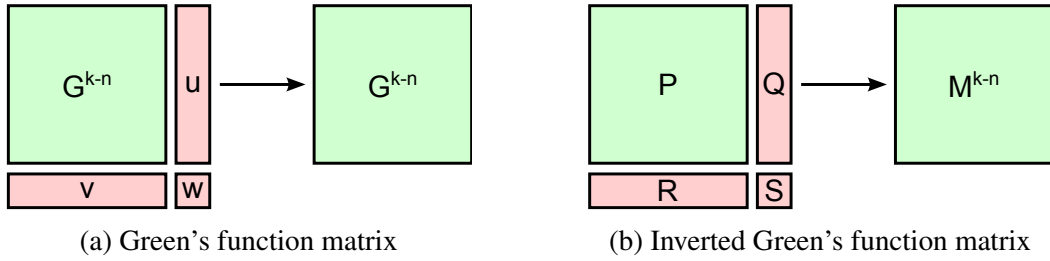 G^{k-n} u G^{k-n} P Q M^{k-n}
v w R S
(a) Green's function matrix (b) Inverted Green's function matrix